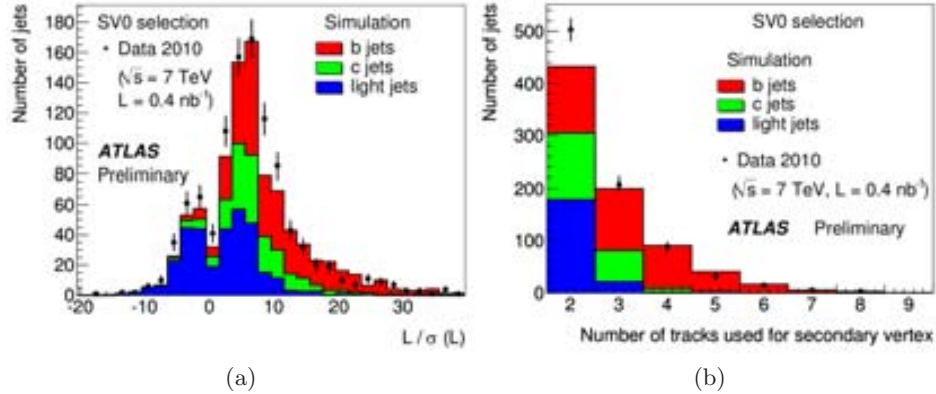 Number of jets
180
160
140
120
100
80
60
40
20
0
SV0 selection
Data 2010
(√s = 7 TeV
L = 0.4 nb⁻¹)
ATLAS
Preliminary
Simulation
b jets
c jets
light jets
-20 -10 0 10 20 30
L / σ (L)
(a)
Number of jets
500
400
300
200
100
0
SV0 selection
Simulation
b jets
c jets
light jets
Data 2010
(√s = 7 TeV, L = 0.4 nb⁻¹)
ATLAS Preliminary
2 3 4 5 6 7 8 9
Number of tracks used for secondary vertex
(b)